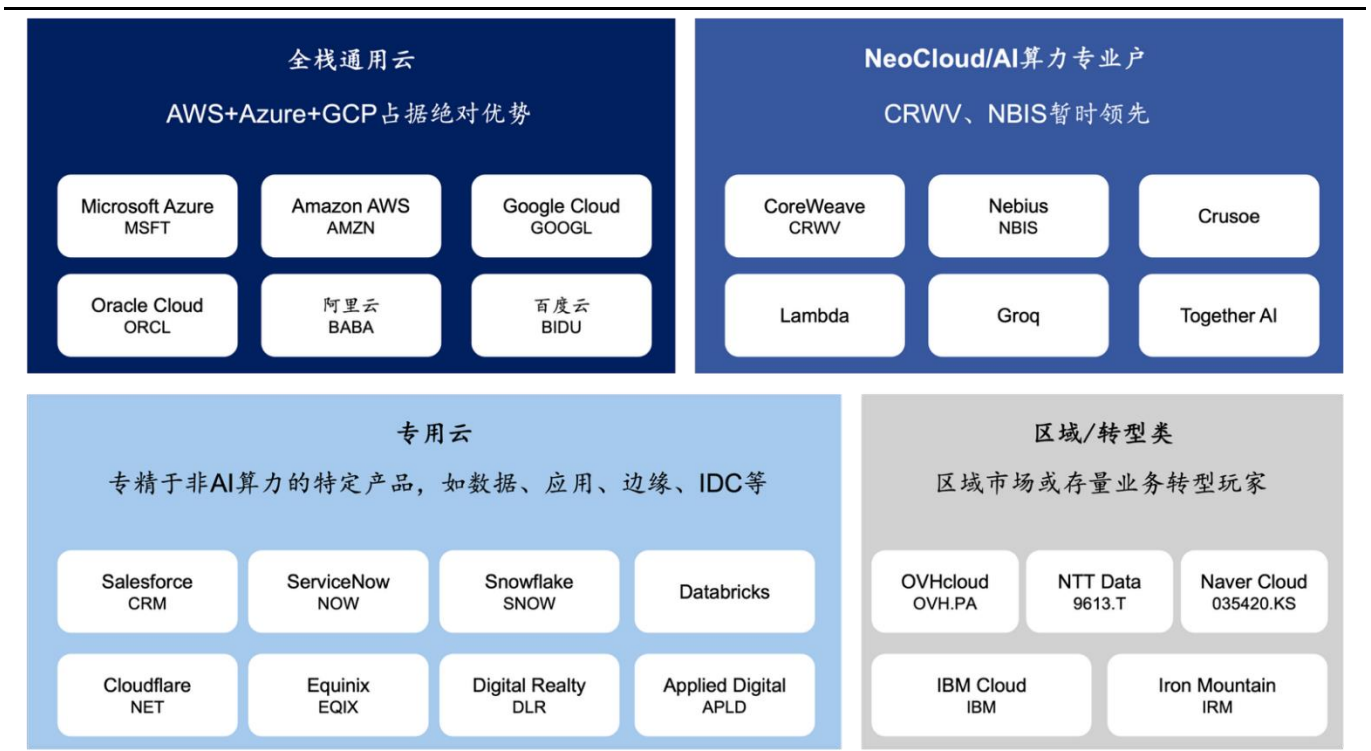 全栈通用云
AWS+Azure+GCP占据绝对优势
Microsoft Azure
MSFT
Amazon AWS
AMZN
Google Cloud
GOOGL
Oracle Cloud
ORCL
阿里云
BABA
百度云
BIDU
NeoCloud/AI算力专业户
CRWV、NBIS暂时领先
CoreWeave
CRWV
Nebius
NBIS
Crusoe
Lambda
Groq
Together AI
专用云
专精于非AI算力的特定产品，如数据、应用、边缘、IDC等
Salesforce
CRM
ServiceNow
NOW
Snowflake
SNOW
Databricks
Cloudflare
NET
Equinix
EQIX
Digital Realty
DLR
Applied Digital
APLD
区域/转型类
区域市场或存量业务转型玩家
OVHcloud
OVH.PA
NTT Data
9613.T
Naver Cloud
035420.KS
IBM Cloud
IBM
Iron Mountain
IRM